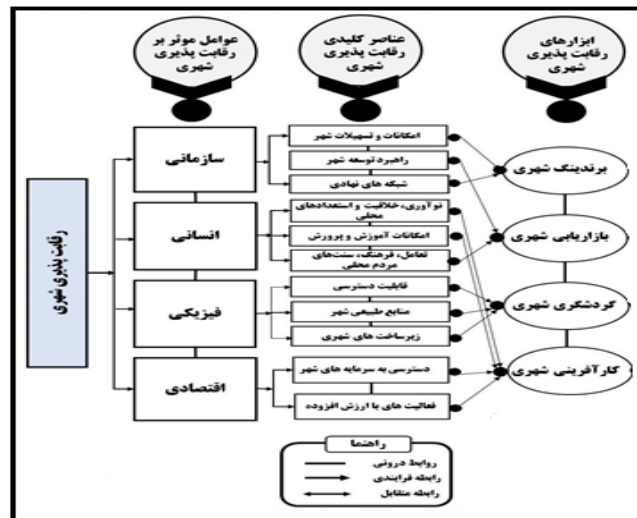 عوامل موثر بر
رقابت پذیری
شهری
عناصر کلیدی
رقابت پذیری
شهری
ابزارهای
رقابت پذیری
شهری
رقابت پذیری شهری
سازمانی
انسانی
فیزیکی
اقتصادی
امکانات و تسهیلات شهر
راهبرد توسعه شهر
شبکه های نهادی
نوآوری، خلاقیت و استعدادهای
محلی
امکانات آموزش و پرورش
تعامل، فرهنگ، سنت‌های
مردم محلی
قابلیت دسترسی
منابع طبیعی شهر
زیرساخت های شهری
دسترسی به سرمایه های شهر
فعالیت های با ارزش افزوده
برندینگ شهری
بازاریابی شهری
گردشگری شهری
کارآفرینی شهری
راهنما
روابط درونی
رابطه فرایندی
رابطه متقابل